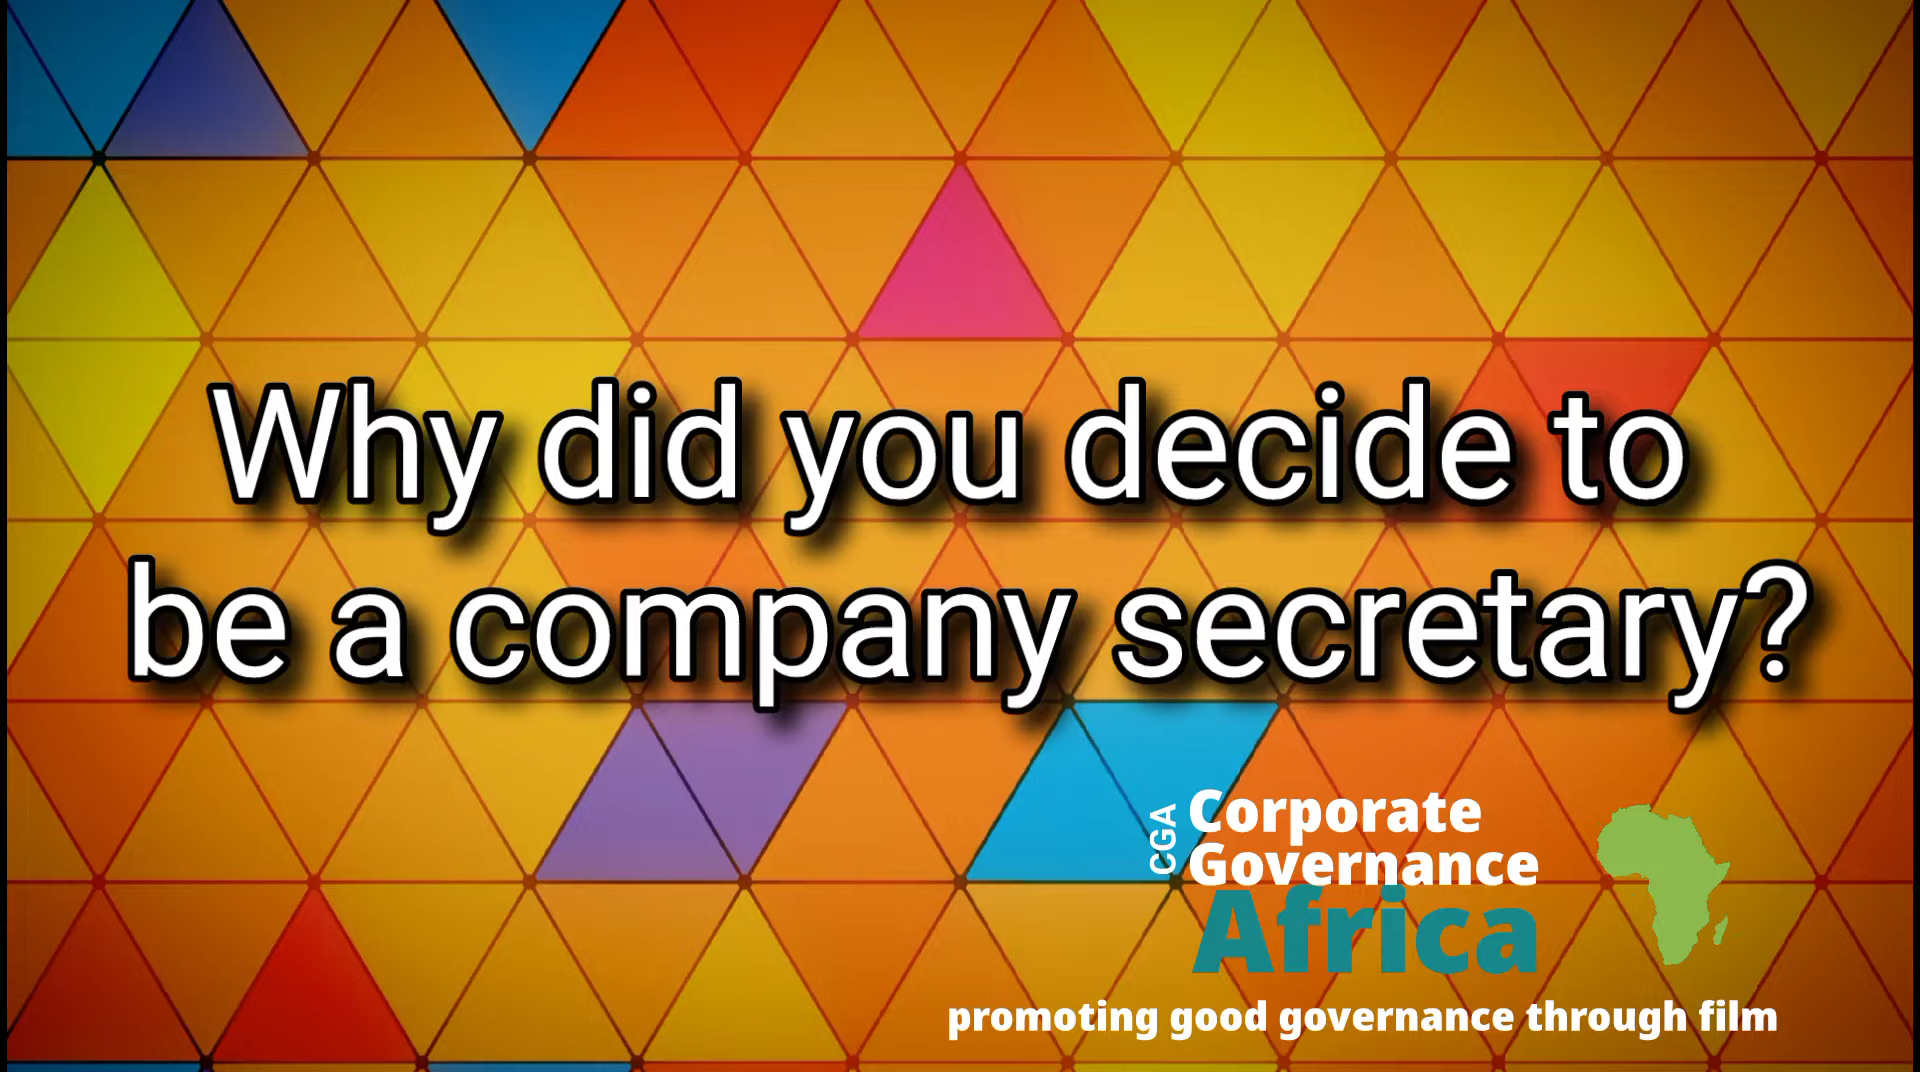 Why did you decide to
be a company secretary?
CGA
Corporate
Governance
Africa
promoting good governance through film